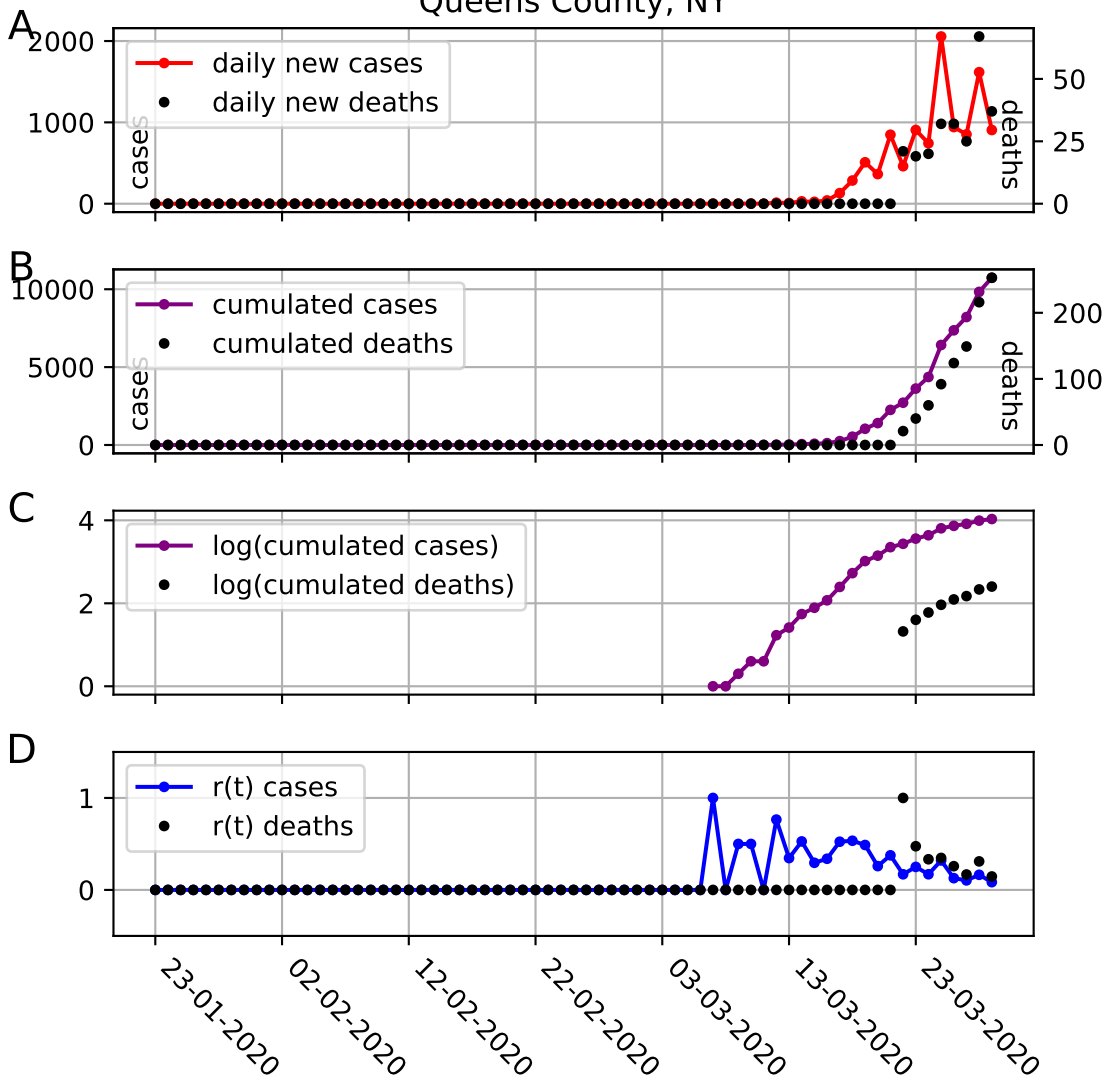 Queens County, NY
A
2000
1000
0
cases
daily new cases
daily new deaths
50
25
0
deaths
B
10000
5000
0
cases
cumulated cases
cumulated deaths
200
100
0
deaths
C
4
2
0
log(cumulated cases)
log(cumulated deaths)
D
1
0
r(t) cases
r(t) deaths
23-01-2020
02-02-2020
12-02-2020
22-02-2020
03-03-2020
13-03-2020
23-03-2020